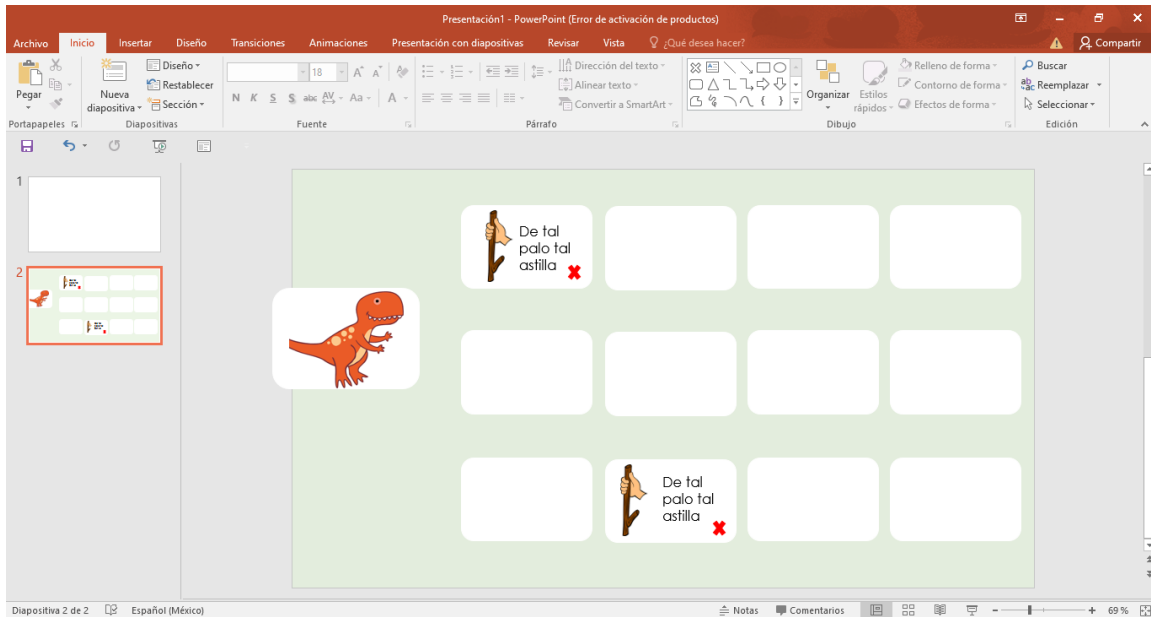 Presentación1 - PowerPoint (Error de activación de productos)
Archivo Inicio Insertar Diseño Transiciones Animaciones Presentación con diapositivas Revisar Vista ¿Qué desea hacer? Compartir
Pegar
Nueva diapositiva
Diseño
Restablecer
Sección
18
N K S S abc AV Aa A
Dirección del texto
Alinear texto
Convertir a SmartArt
Organizar
Estilos rápidos
Relleno de forma
Contorno de forma
Efectos de forma
Buscar
Reemplazar
Seleccionar
Portapapeles Diapositivas Fuente Párrafo Dibujo Edición
1
2
De tal
palo tal
astilla
De tal
palo tal
astilla
Diapositiva 2 de 2 Español (México) Notas Comentarios 69 %